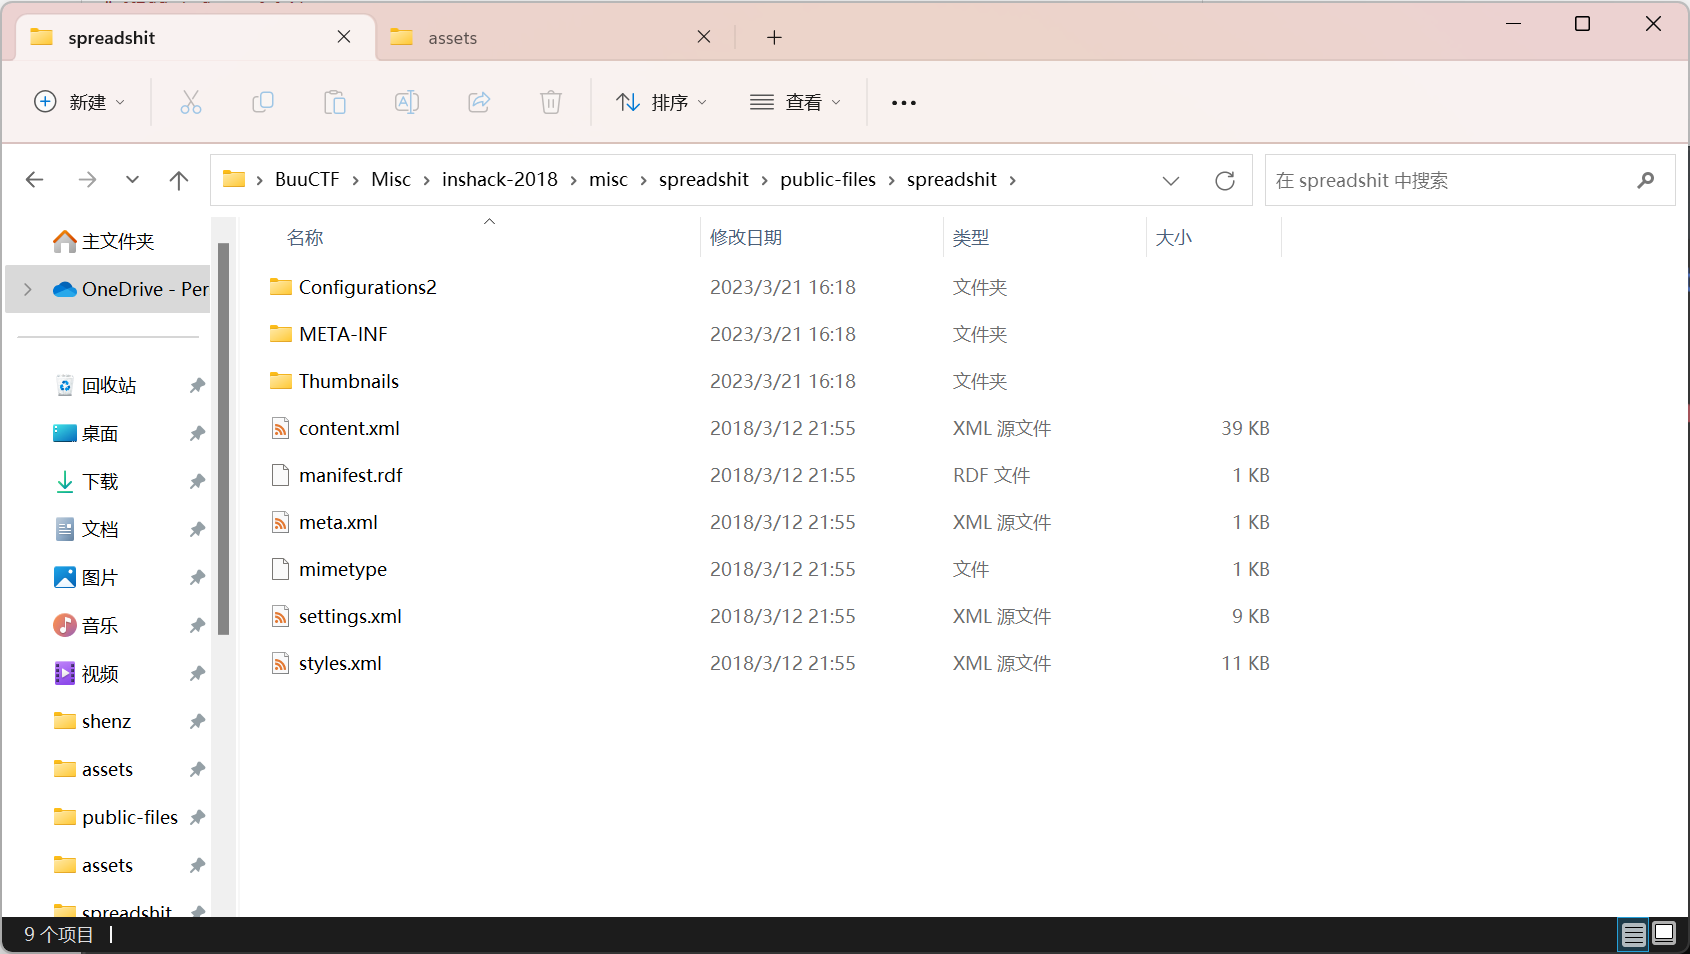 spreadshit
assets
新建
排序
查看
BuuCTF
Misc
inshack-2018
misc
spreadshit
public-files
spreadshit
在 spreadshit 中搜索
主文件夹
OneDrive - Per
回收站
桌面
下载
文档
图片
音乐
视频
shenz
assets
public-files
assets
spreadshit
名称 修改日期 类型 大小
Configurations2 2023/3/21 16:18 文件夹
META-INF 2023/3/21 16:18 文件夹
Thumbnails 2023/3/21 16:18 文件夹
content.xml 2018/3/12 21:55 XML 源文件 39 KB
manifest.rdf 2018/3/12 21:55 RDF 文件 1 KB
meta.xml 2018/3/12 21:55 XML 源文件 1 KB
mimetype 2018/3/12 21:55 文件 1 KB
settings.xml 2018/3/12 21:55 XML 源文件 9 KB
styles.xml 2018/3/12 21:55 XML 源文件 11 KB
9 个项目